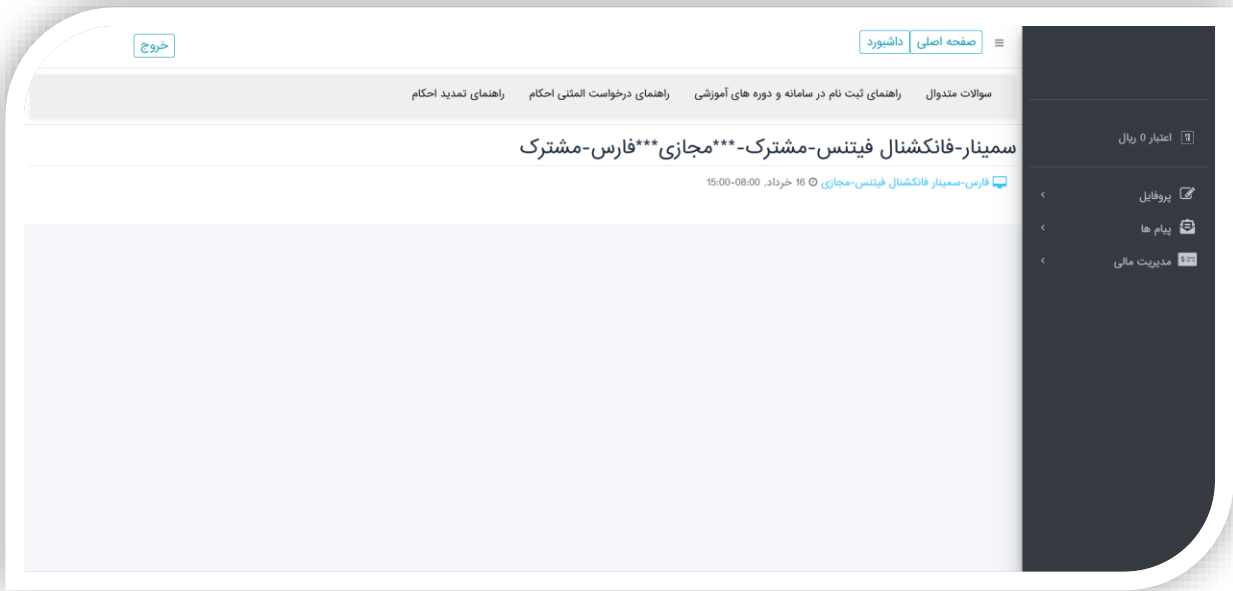 صفحه اصلی داشبورد خروج
سوالات متدوال راهنمای ثبت نام در سامانه و دوره های آموزشی راهنمای درخواست المثنی احکام راهنمای تمدید احکام
سمینار-فانکشنال فیتنس-مشترک-***مجازی***فارس-مشترک
فارس-سمینار فانکشنال فیتنس-مجازی 16 خرداد, 08:00-15:00
اعتبار 0 ریال
پروفایل
پیام ها
مدیریت مالی